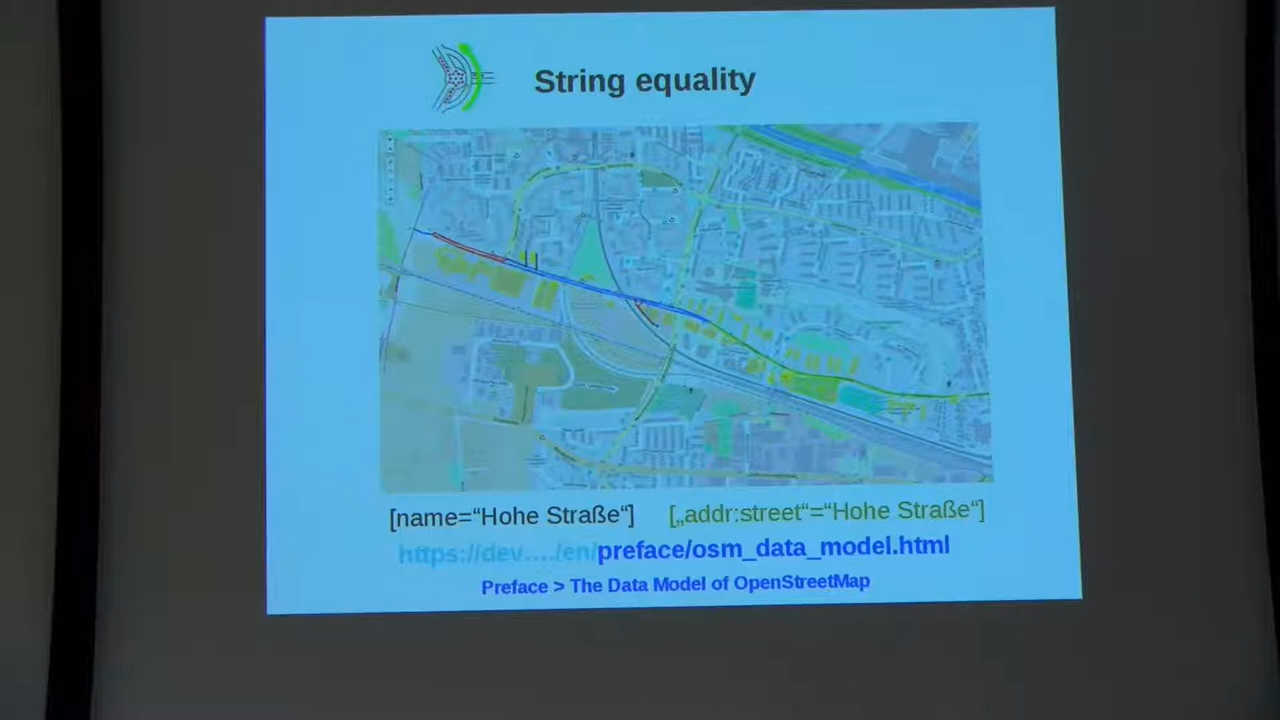 String equality
[name=“Hohe Straße“] [„addr:street“=“Hohe Straße“]
https://dev..../en/preface/osm_data_model.html
Preface > The Data Model of OpenStreetMap